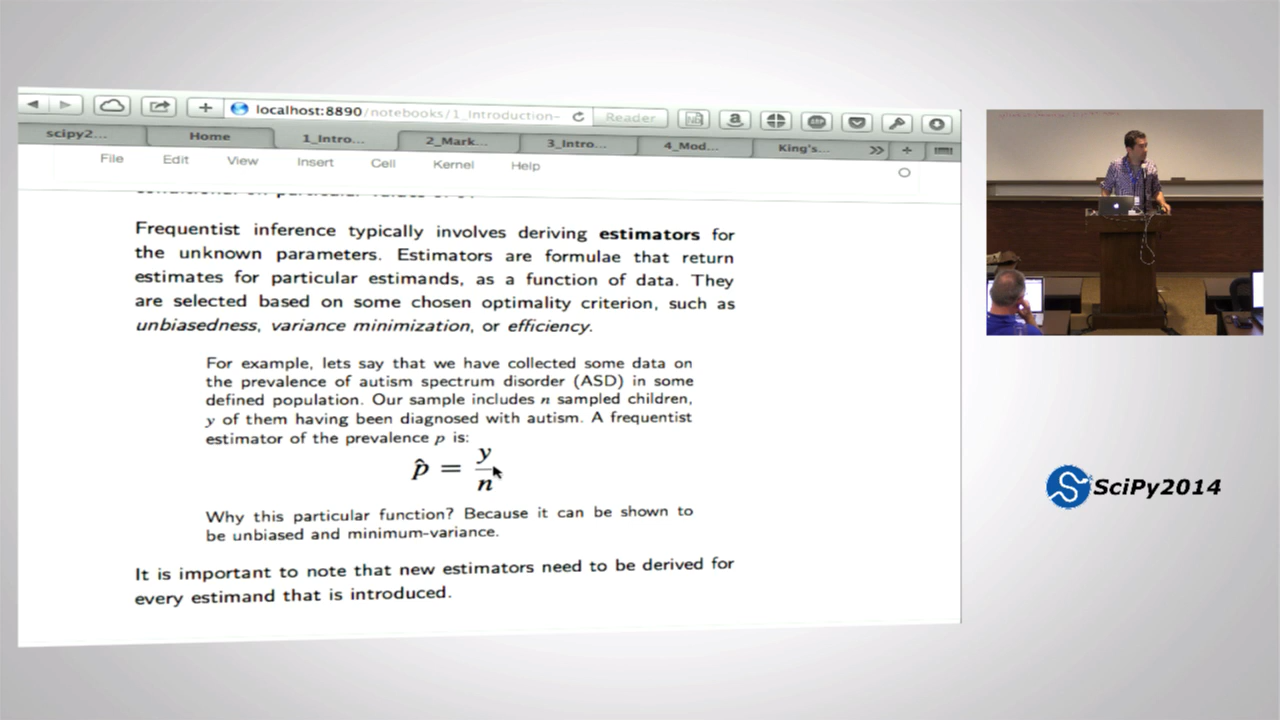 localhost:8890/notebooks/1_Introduction-
Reader
scipy2...
Home
1_Intro...
2_Mark...
3_Intro...
4_Mod...
King's...
File Edit View Insert Cell Kernel Help
Frequentist inference typically involves deriving estimators for
the unknown parameters. Estimators are formulae that return
estimates for particular estimands, as a function of data. They
are selected based on some chosen optimality criterion, such as
unbiasedness, variance minimization, or efficiency.
For example, lets say that we have collected some data on
the prevalence of autism spectrum disorder (ASD) in some
defined population. Our sample includes n sampled children,
y of them having been diagnosed with autism. A frequentist
estimator of the prevalence p is:
p̂ = y/n
Why this particular function? Because it can be shown to
be unbiased and minimum-variance.
It is important to note that new estimators need to be derived for
every estimand that is introduced.
SciPy2014